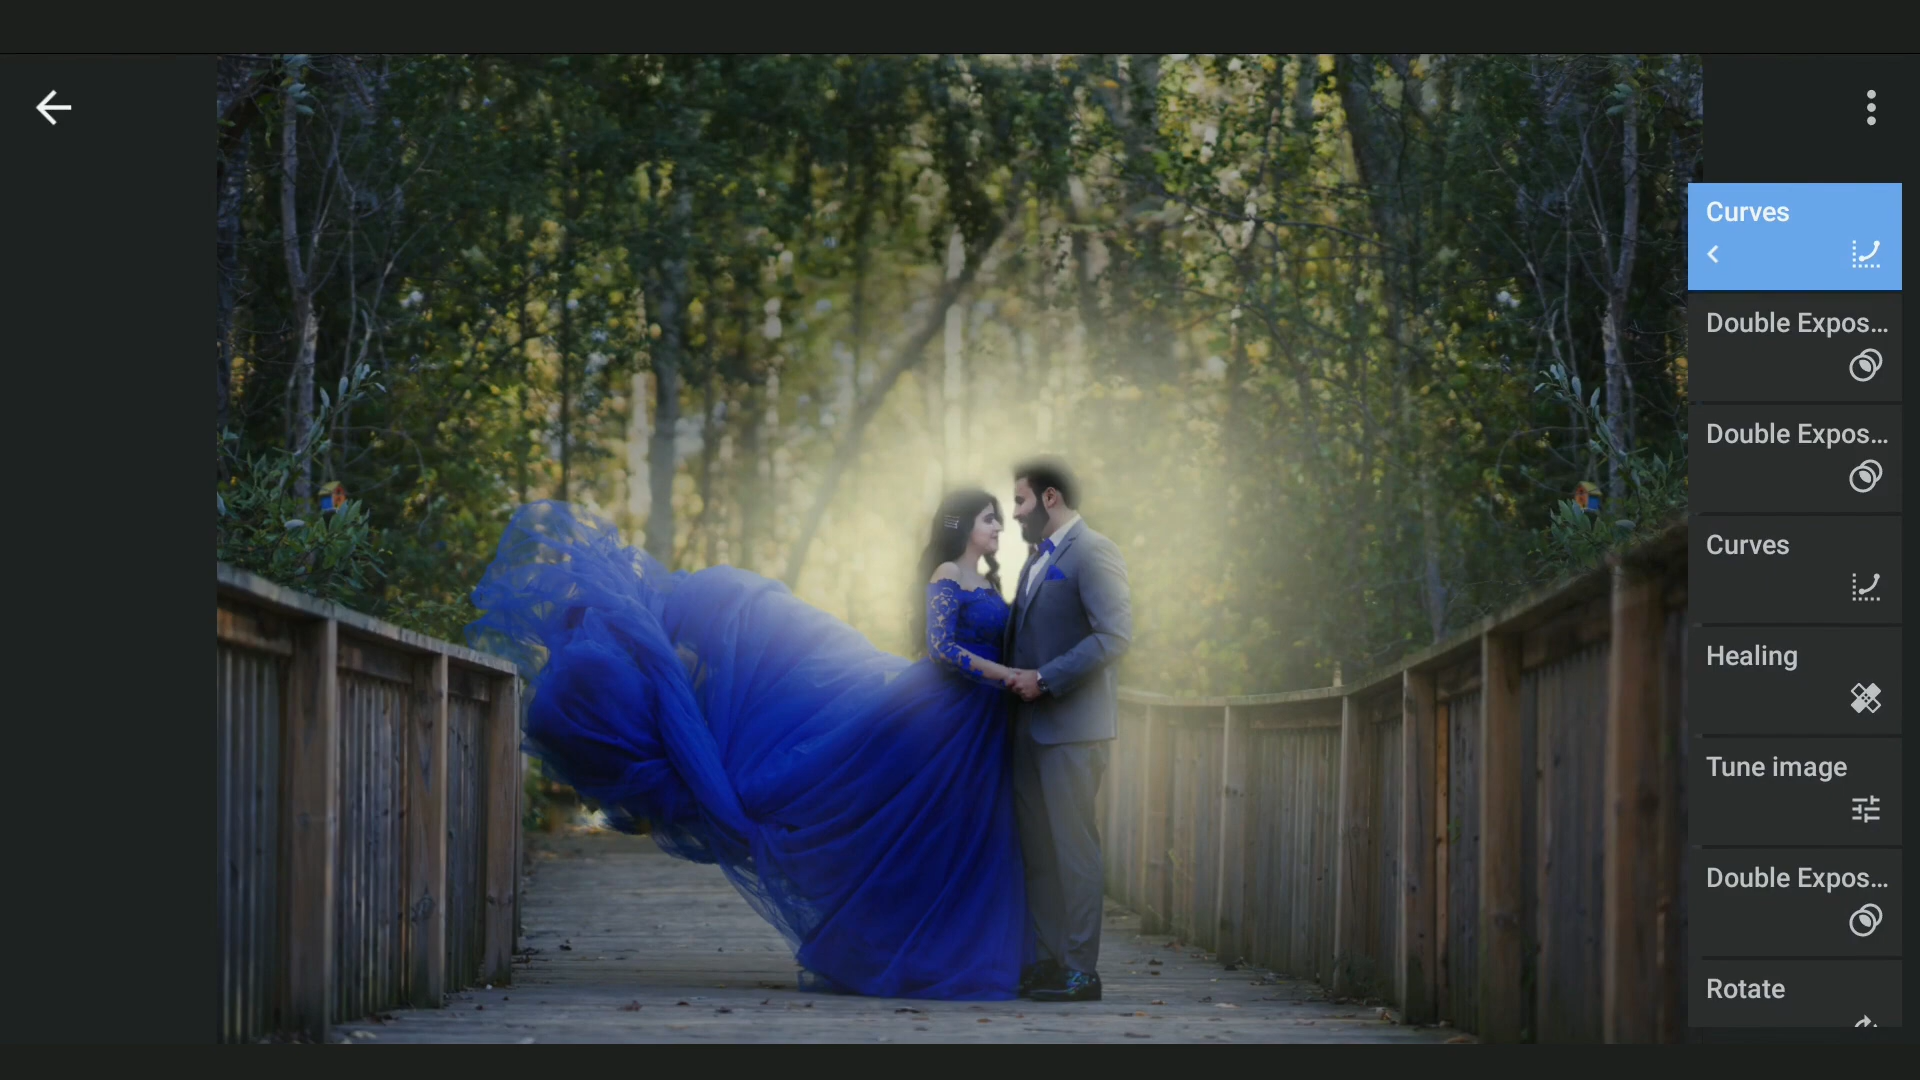 Curves
Double Expos...
Double Expos...
Curves
Healing
Tune image
Double Expos...
Rotate